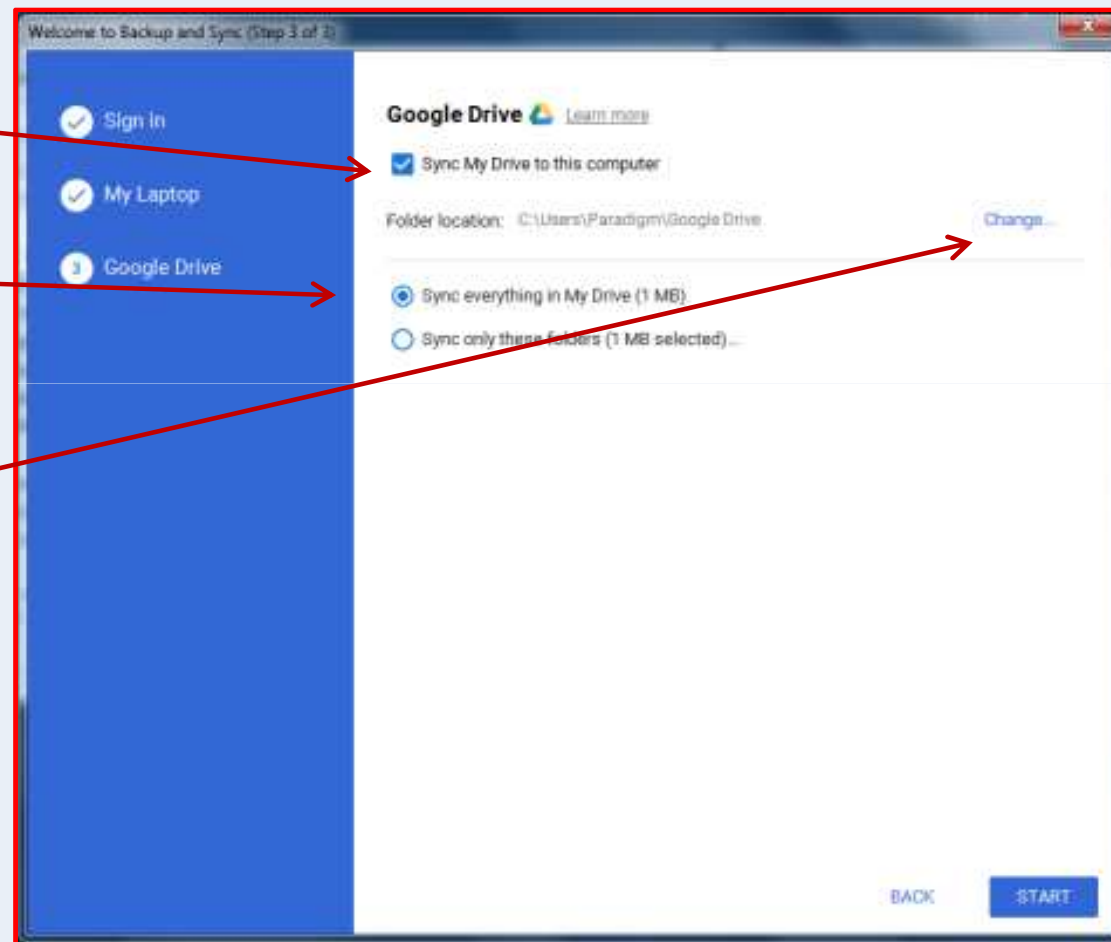 Welcome to Backup and Sync (Step 3 of 3)
Sign in
My Laptop
3 Google Drive
Google Drive Learn more
Sync My Drive to this computer
Folder location: C:\Users\Paradigm\Google Drive Change...
Sync everything in My Drive (1 MB)
Sync only these folders (1 MB selected)...
BACK START